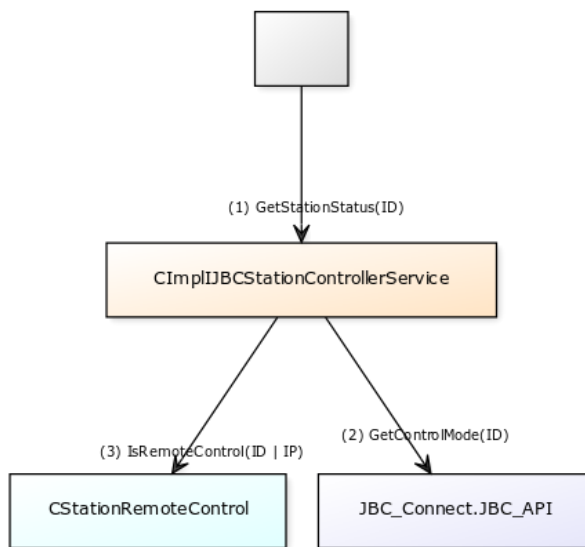 (1) GetStationStatus(ID)
CImplIJBCStationControllerService
(2) GetControlMode(ID)
(3) IsRemoteControl(ID | IP)
CStationRemoteControl
JBC_Connect.JBC_API